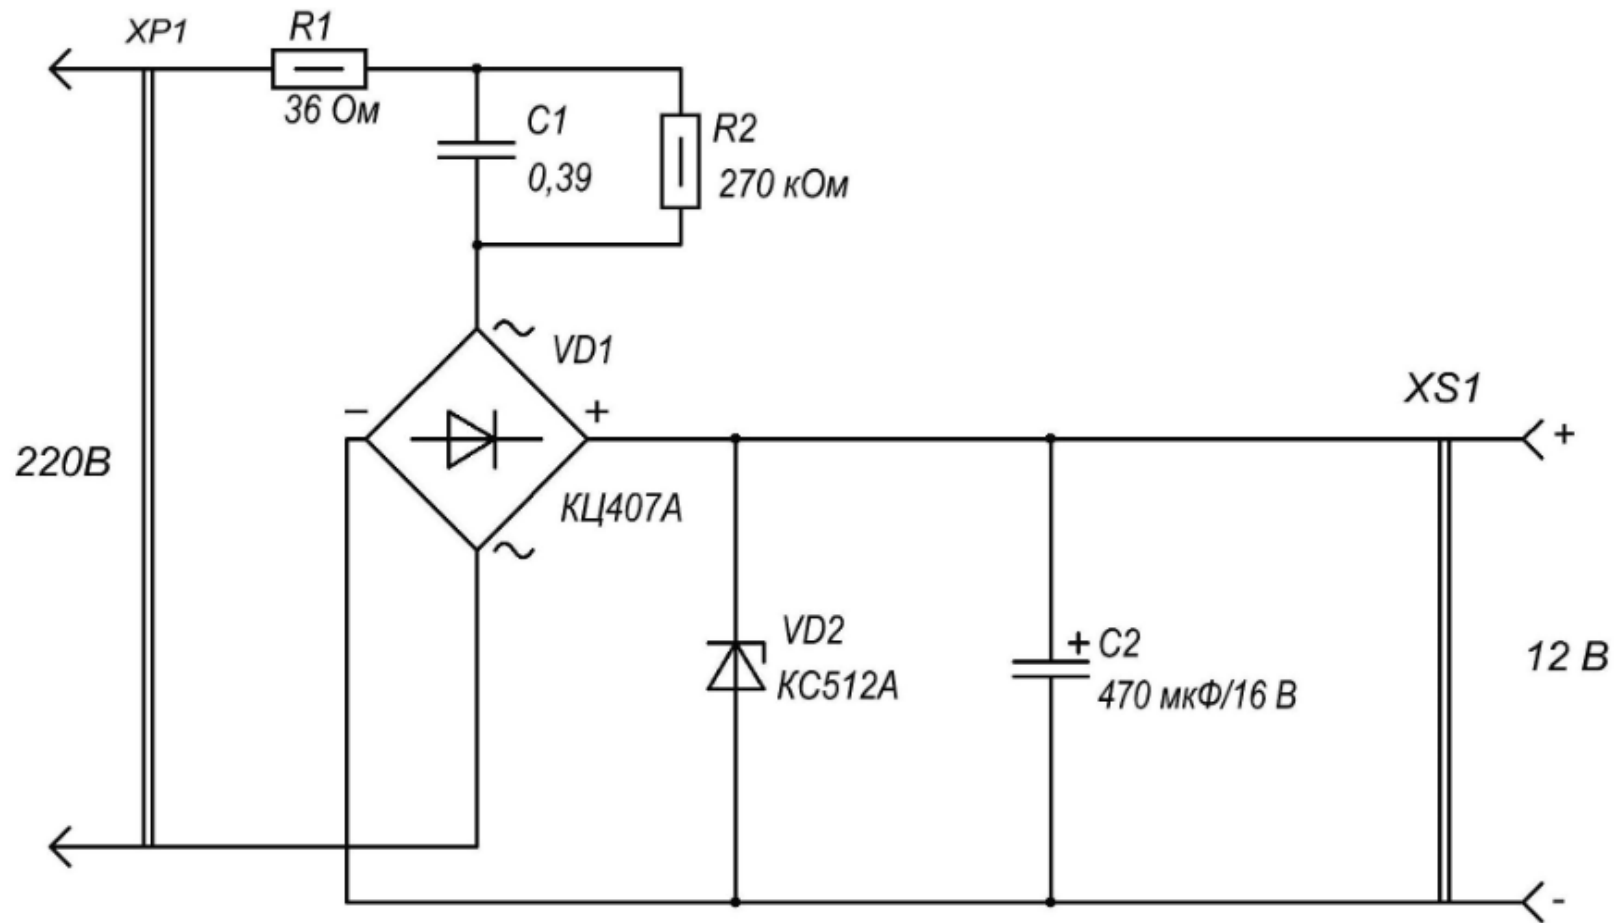 XP1
R1
36 Ом
C1
0,39
R2
270 кОм
~
VD1
–
+
КЦ407А
~
220В
XS1
+
VD2
КС512А
+ C2
470 мкФ/16 В
12 В
-